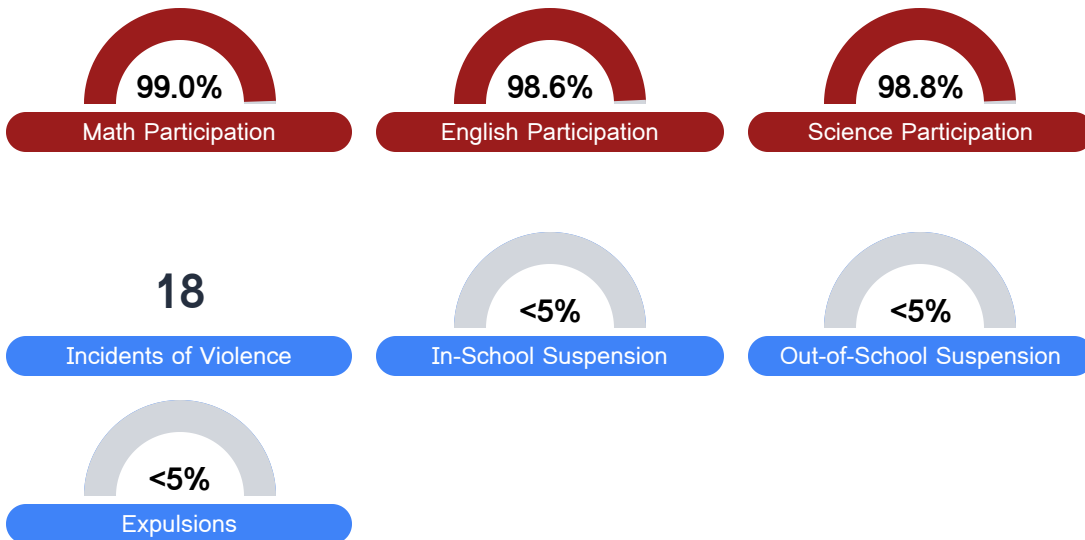 99.0%
Math Participation
98.6%
English Participation
98.8%
Science Participation
18
Incidents of Violence
<5%
In-School Suspension
<5%
Out-of-School Suspension
<5%
Expulsions